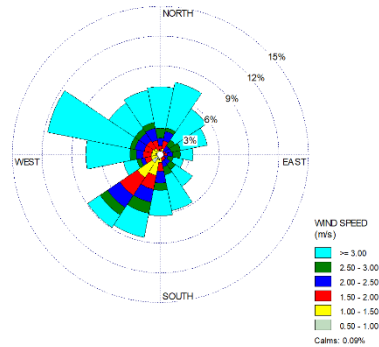 NORTH
15%
12%
9%
6%
3%
WEST
EAST
WIND SPEED
(m/s)
>= 3.00
2.50 - 3.00
2.00 - 2.50
1.50 - 2.00
1.00 - 1.50
0.50 - 1.00
SOUTH
Calms: 0.09%